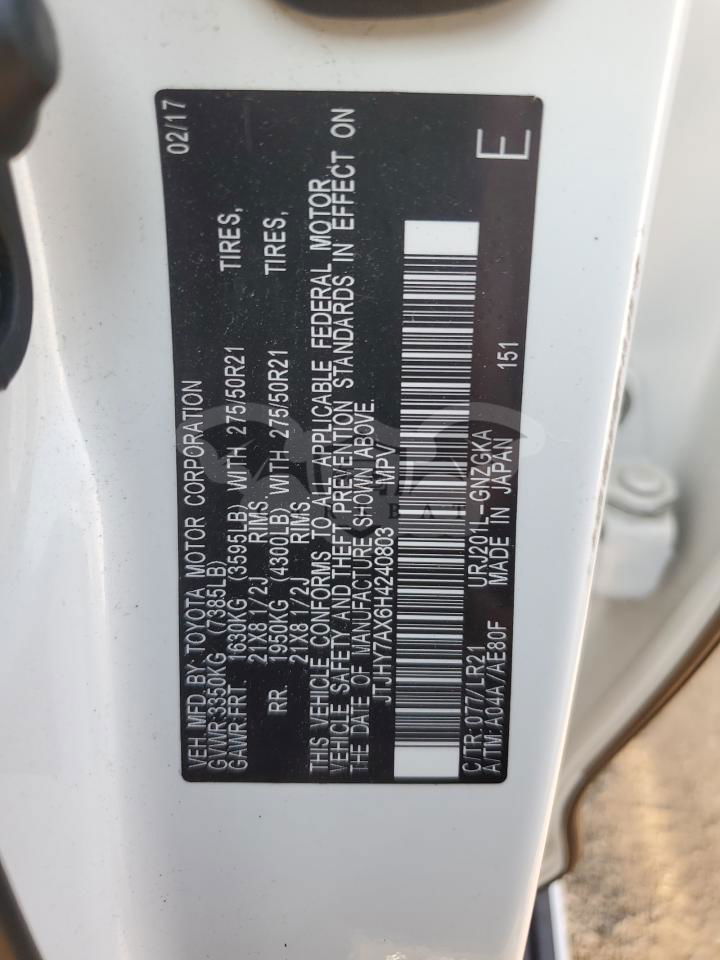 VEH. MFD BY: TOYOTA MOTOR CORPORATION 02/17
GVWR:3350KG (7385LB)
GAWR:FRT. 1630KG (3595LB) WITH 275/50R21 TIRES,
21X8 1/2J RIMS
RR. 1950KG (4300LB) WITH 275/50R21 TIRES,
21X8 1/2J RIMS
THIS VEHICLE CONFORMS TO ALL APPLICABLE FEDERAL MOTOR
VEHICLE SAFETY AND THEFT PREVENTION STANDARDS IN EFFECT ON
THE DATE OF MANUFACTURE SHOWN ABOVE.
JTJHY7AX6H4240803 MPV
C/TR:077/LR21 URJ201L-GNZGKA 151 E
A/TM:A04A/AE80F MADE IN JAPAN